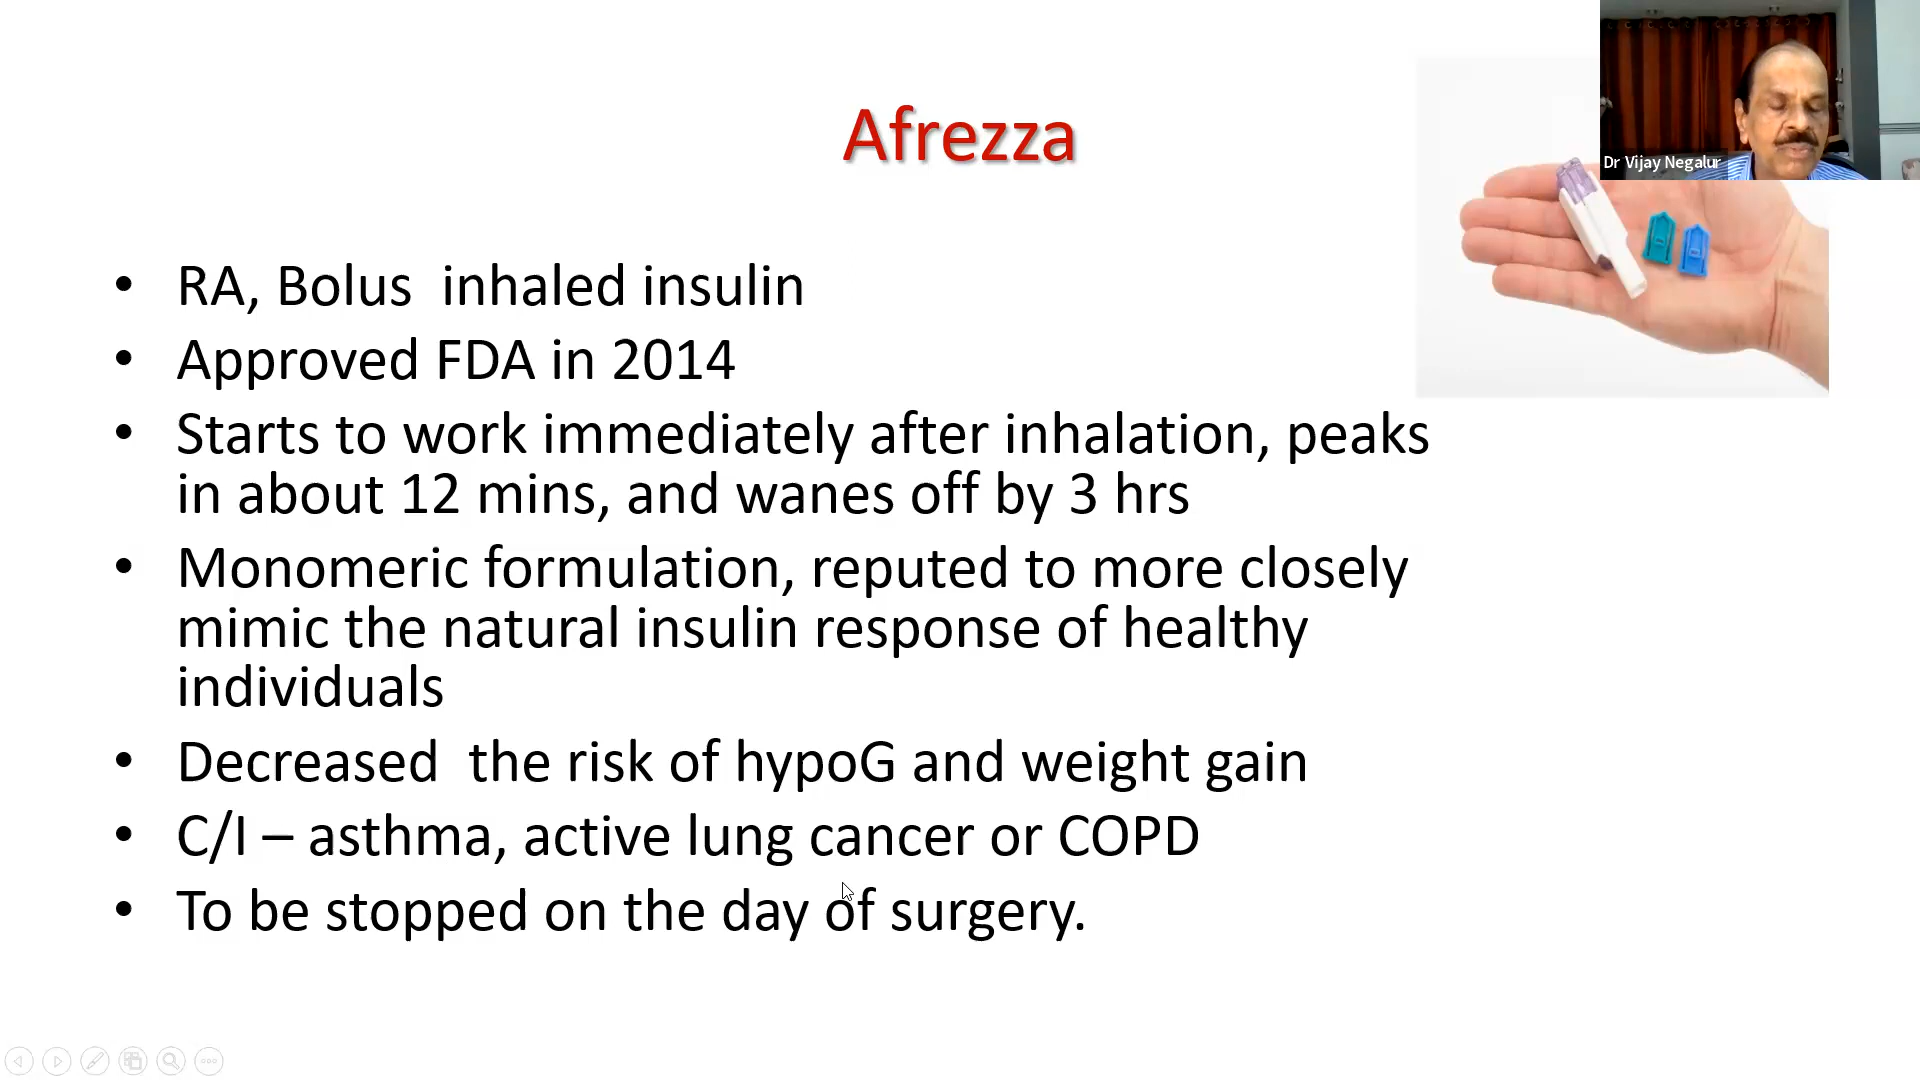 Afrezza
Dr Vijay Negalur
• RA, Bolus inhaled insulin
• Approved FDA in 2014
• Starts to work immediately after inhalation, peaks
in about 12 mins, and wanes off by 3 hrs
• Monomeric formulation, reputed to more closely
mimic the natural insulin response of healthy
individuals
• Decreased the risk of hypoG and weight gain
• C/I – asthma, active lung cancer or COPD
• To be stopped on the day of surgery.